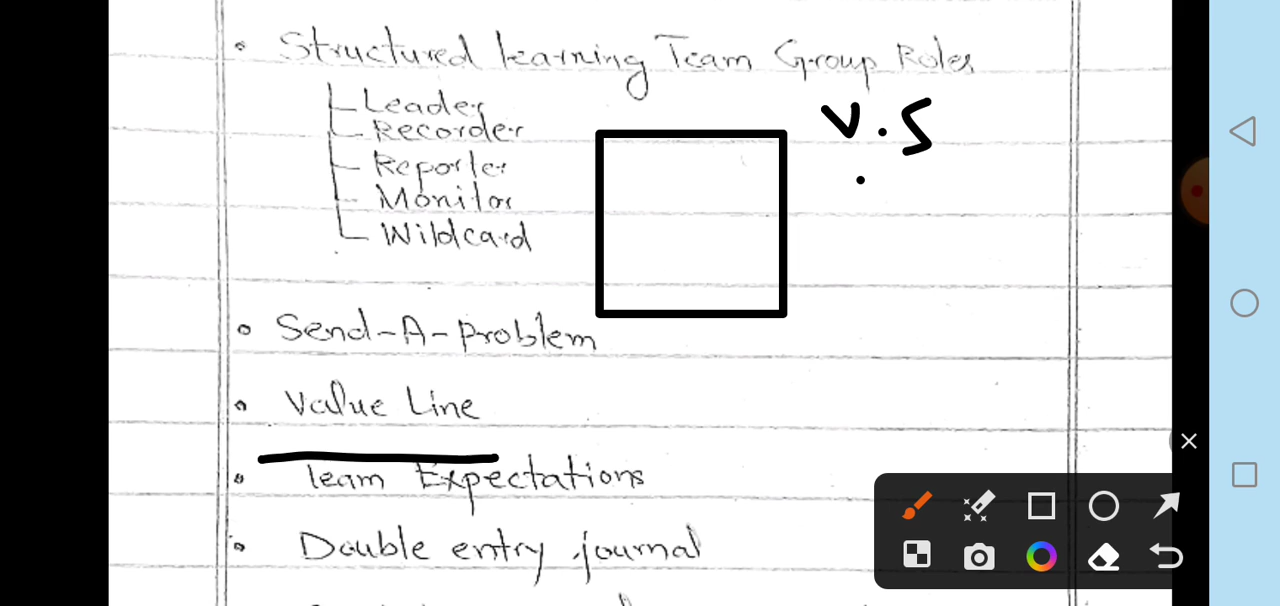 • Structured learning Team Group Roles
Leader
Recorder
Reporter
Monitor
Wildcard
V.S
• Send-A-Problem
• Value Line
• Team Expectations
• Double entry journal